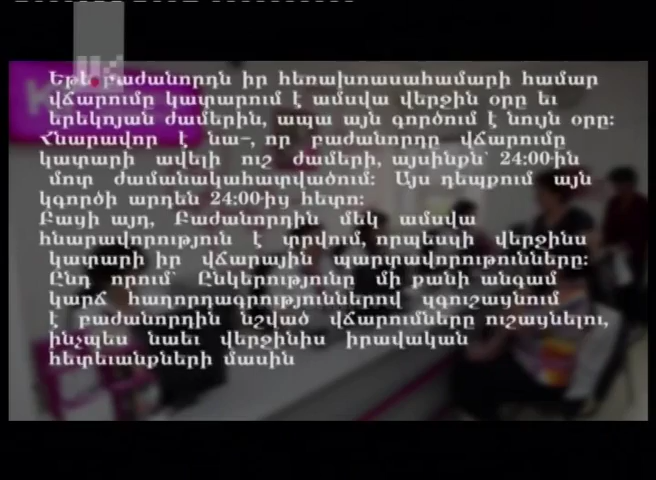 Եթե բաժանորդն իր հեռախոսահամարի համար
վճարումը կատարում է ամսվա վերջին օրը եւ
երեկոյան ժամերին, ապա այն գործում է նույն օրը:
Հնարավոր է նա–, որ բաժանորդը վճարումը
կատարի ավելի ուշ ժամերի, այսինքն՝ 24:00-ին
մոտ ժամանակահատվածում: Այս դեպքում այն
կգործի արդեն 24:00-ից հետո:
Բացի այդ, Բաժանորդին մեկ ամսվա
հնարավորություն է տրվում, որպեսզի վերջինս
կատարի իր վճարային պարտավորութունները:
Ընդ որում՝ Ընկերությունը մի քանի անգամ
կարճ հաղորդագրություններով զգուշացնում
է բաժանորդին նշված վճարումները ուշացնելու,
ինչպես նաեւ վերջինիս իրավական
հետեւանքների մասին